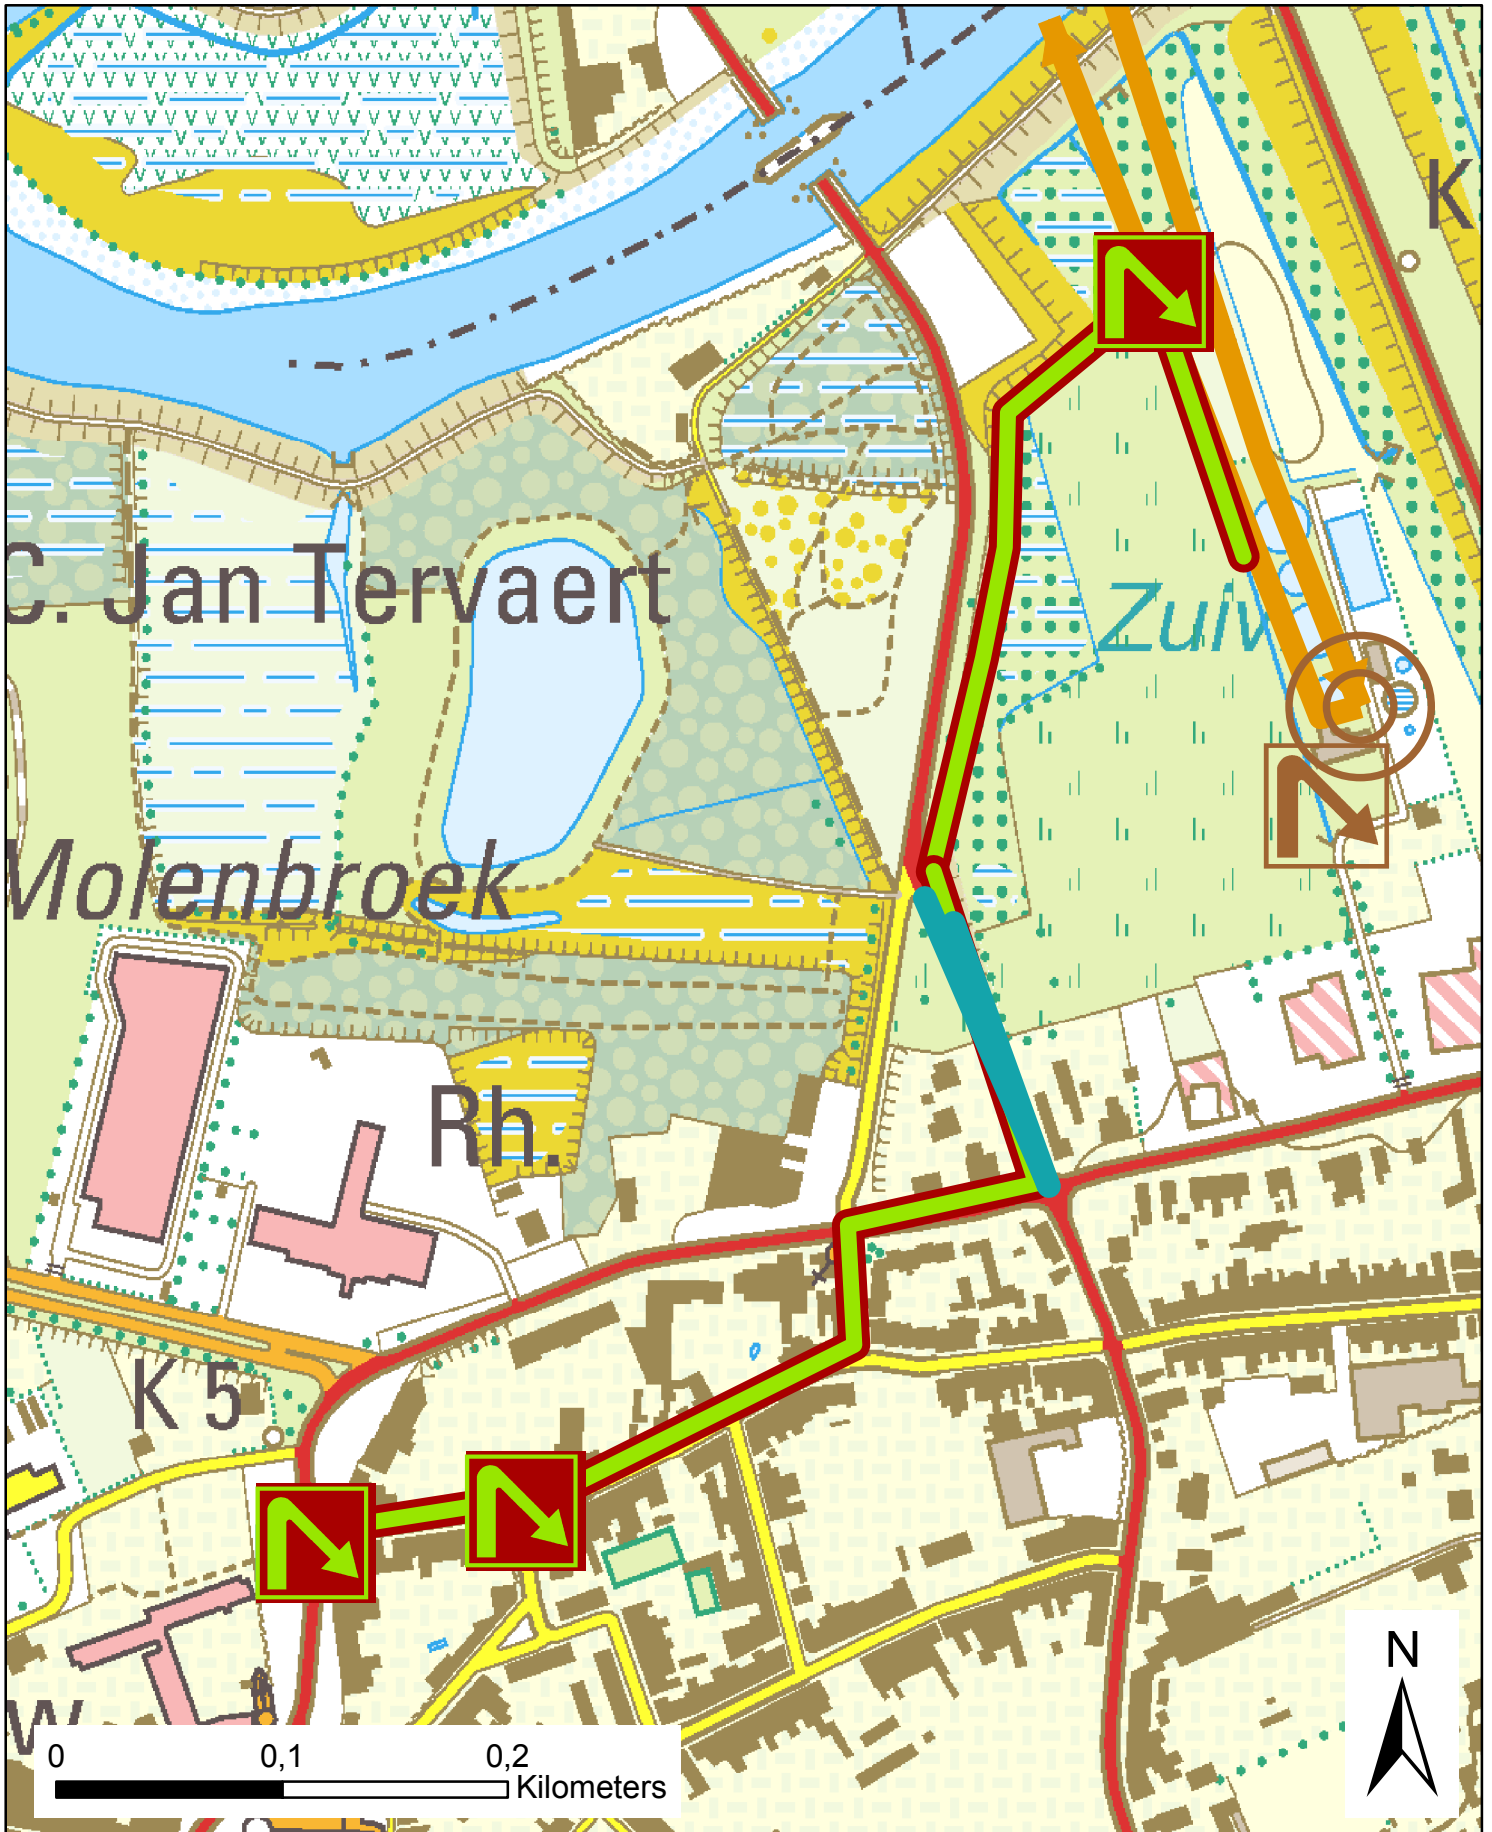 K
C. Jan Tervaert
Zuiv
Molenbroek
Rh.
K 5
w
N
0 0,1 0,2
Kilometers